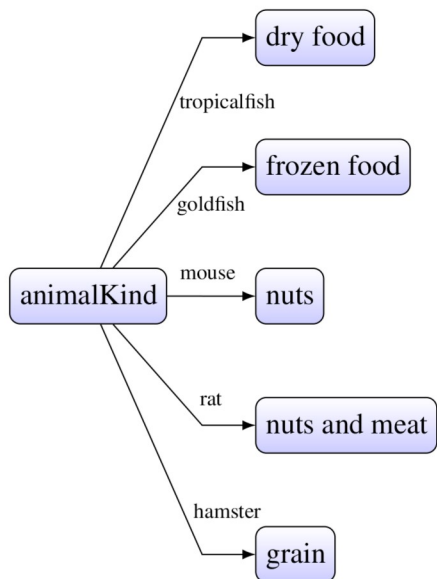 dry food
tropicalfish
frozen food
goldfish
mouse
animalKind
nuts
rat
nuts and meat
hamster
grain